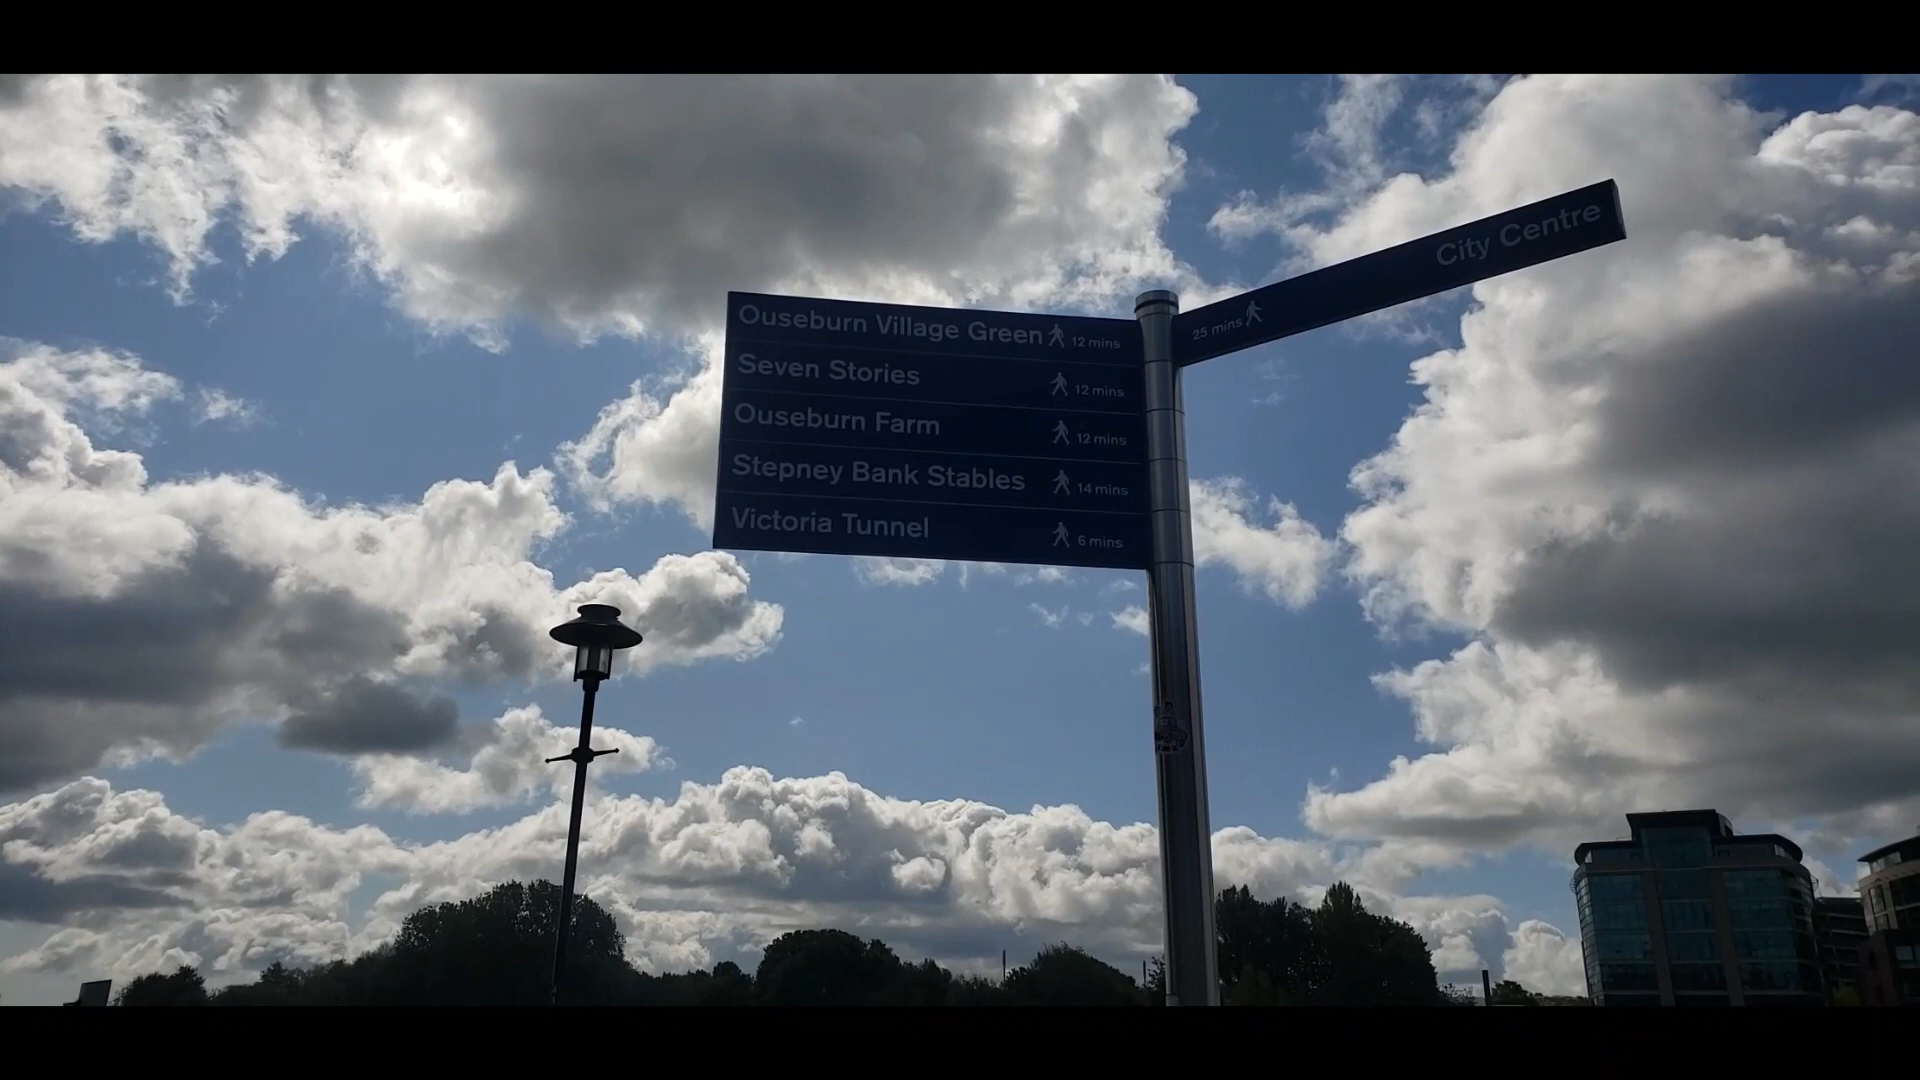 Ouseburn Village Green 12 mins
Seven Stories 12 mins
Ouseburn Farm 12 mins
Stepney Bank Stables 14 mins
Victoria Tunnel 6 mins
25 mins City Centre